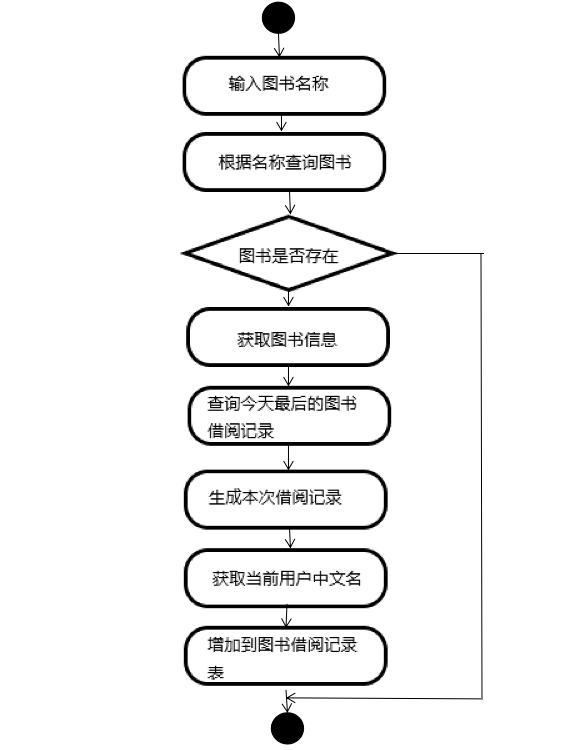 输入图书名称
根据名称查询图书
图书是否存在
获取图书信息
查询今天最后的图书
借阅记录
生成本次借阅记录
获取当前用户中文名
增加到图书借阅记录
表